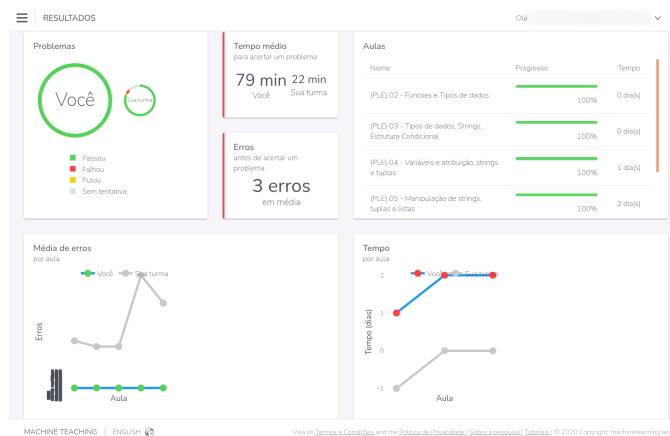 RESULTADOS
Olá
Problemas
Você
Sua turma
Passou
Falhou
Pulou
Sem tentativa
Tempo médio
para acertar um problema
79 min 22 min
Você Sua turma
Erros
antes de acertar um
problema
3 erros
em média
Aulas
Nome Progresso Tempo
(PLE) 02 - Funcoes e Tipos de dados 100% 0 dia(s)
(PLE) 03 - Tipos de dados, Strings,
Estrutura Condicional 100% 0 dia(s)
(PLE) 04 - Variáveis e atribuição, strings
e tuplas 100% 1 dia(s)
(PLE) 05 - Manipulação de strings,
tuplas e listas 100% 2 dia(s)
Média de erros
por aula
Você Sua turma
Erros
Aula
Tempo
por aula
Você Sua turma
2
1
0
−1
Tempo (dias)
Aula
MACHINE TEACHING ENGLISH
Veja os Termos e Condirões and the Política de Privacidade | Sobre a pesquisa | Tutoriais | © 2020 Copyright: machineteaching.tec